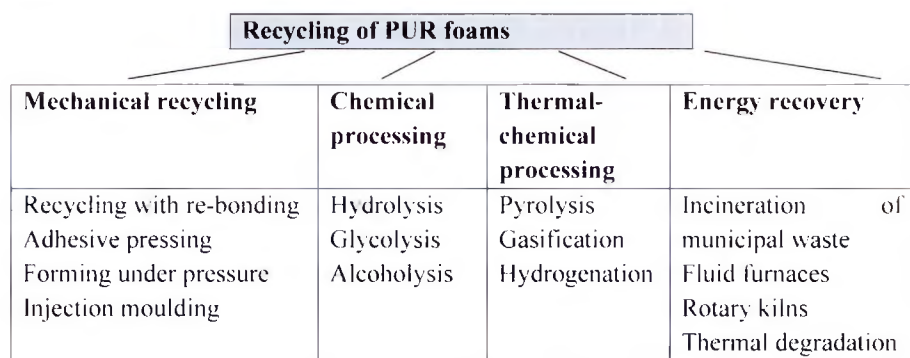 Recycling of PUR foams
Mechanical recycling
Chemical
processing
Thermal-
chemical
processing
Energy recovery
Recycling with re-bonding
Adhesive pressing
Forming under pressure
Injection moulding
Hydrolysis
Glycolysis
Alcoholysis
Pyrolysis
Gasification
Hydrogenation
Incineration of
municipal waste
Fluid furnaces
Rotary kilns
Thermal degradation